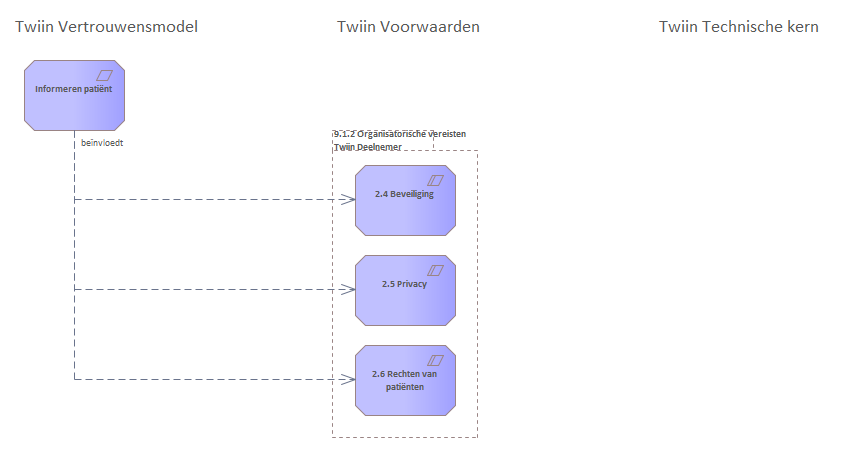 Twiin Vertrouwensmodel
Twiin Voorwaarden
Twiin Technische kern
Informeren patiënt
beïnvloedt
9.1.2 Organisatorische vereisten
Twiin Deelnemer
2.4 Beveiliging
2.5 Privacy
2.6 Rechten van
patiënten